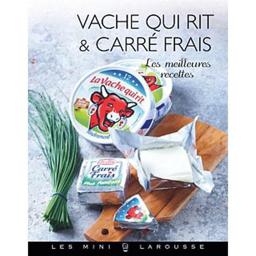 VACHE QUI RIT
& CARRÉ FRAIS
Les meilleures
recettes
La vache qui rit
Carré
Frais
LES MINI LAROUSSE